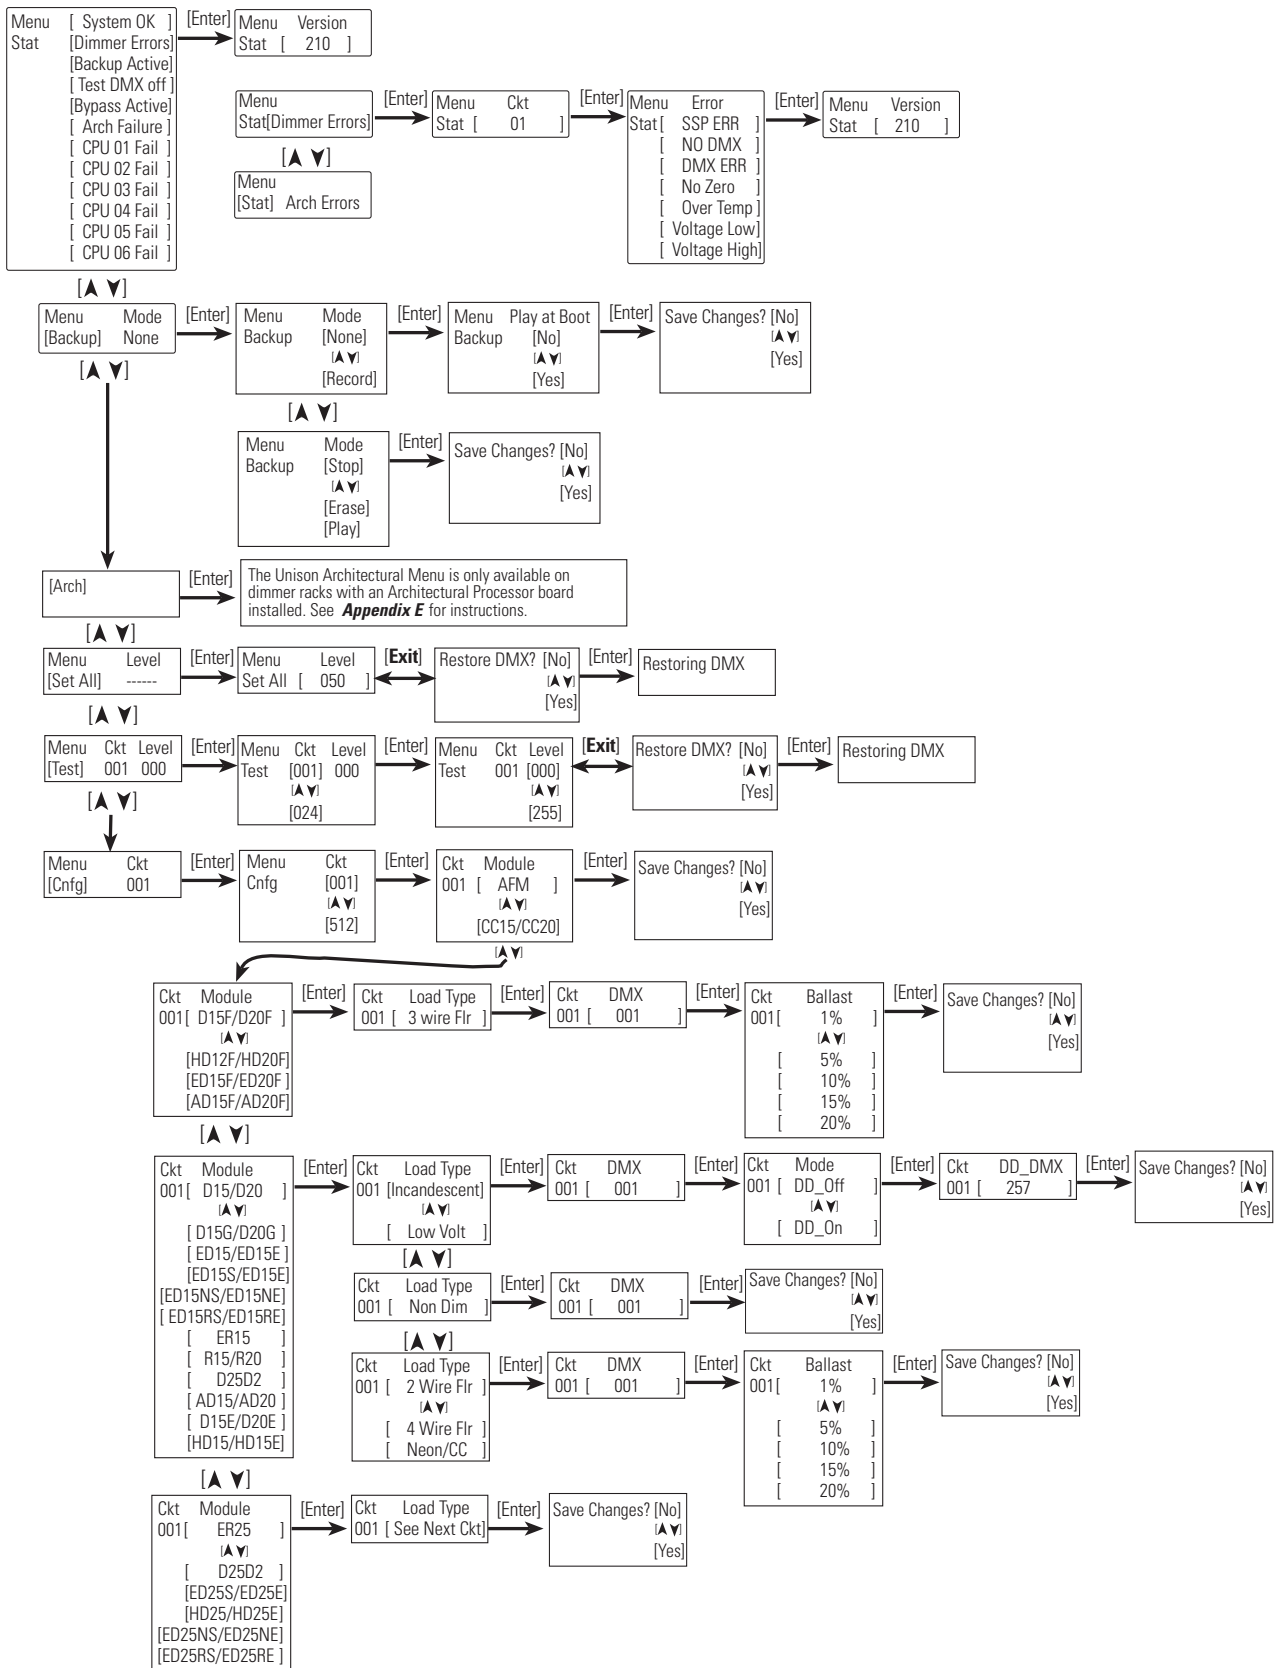 Menu [ System OK ]
Stat [Dimmer Errors]
[Backup Active]
[ Test DMX off ]
[Bypass Active]
[ Arch Failure ]
[ CPU 01 Fail ]
[ CPU 02 Fail ]
[ CPU 03 Fail ]
[ CPU 04 Fail ]
[ CPU 05 Fail ]
[ CPU 06 Fail ]
[Enter]
Menu Version
Stat [ 210 ]
Menu
Stat[Dimmer Errors]
[Enter]
Menu Ckt
Stat [ 01 ]
[Enter]
Menu Error
Stat[ SSP ERR ]
[ NO DMX ]
[ DMX ERR ]
[ No Zero ]
[ Over Temp ]
[ Voltage Low]
[ Voltage High]
[Enter]
Menu Version
Stat [ 210 ]
[▲ ▼]
Menu
[Stat] Arch Errors
[▲ ▼]
Menu Mode
[Backup] None
[Enter]
Menu Mode
Backup [None]
[▲ ▼]
[Record]
[Enter]
Menu Play at Boot
Backup [No]
[▲ ▼]
[Yes]
[Enter]
Save Changes? [No]
[▲ ▼]
[Yes]
[▲ ▼]
[▲ ▼]
Menu Mode
Backup [Stop]
[▲ ▼]
[Erase]
[Play]
[Enter]
Save Changes? [No]
[▲ ▼]
[Yes]
[Arch]
[Enter]
The Unison Architectural Menu is only available on
dimmer racks with an Architectural Processor board
installed. See Appendix E for instructions.
[▲ ▼]
Menu Level
[Set All] ------
[Enter]
Menu Level
Set All [ 050 ]
[Exit]
Restore DMX? [No]
[▲ ▼]
[Yes]
[Enter]
Restoring DMX
[▲ ▼]
Menu Ckt Level
[Test] 001 000
[Enter]
Menu Ckt Level
Test [001] 000
[▲ ▼]
[024]
[Enter]
Menu Ckt Level
Test 001 [000]
[▲ ▼]
[255]
[Exit]
Restore DMX? [No]
[▲ ▼]
[Yes]
[Enter]
Restoring DMX
[▲ ▼]
Menu Ckt
[Cnfg] 001
[Enter]
Menu Ckt
Cnfg [001]
[▲ ▼]
[512]
[Enter]
Ckt Module
001 [ AFM ]
[▲ ▼]
[CC15/CC20]
[Enter]
Save Changes? [No]
[▲ ▼]
[Yes]
[▲ ▼]
Ckt Module
001[ D15F/D20F ]
[▲ ▼]
[HD12F/HD20F]
[ED15F/ED20F ]
[AD15F/AD20F]
[Enter]
Ckt Load Type
001 [ 3 wire Flr ]
[Enter]
Ckt DMX
001 [ 001 ]
[Enter]
Ckt Ballast
001[ 1% ]
[▲ ▼]
[ 5% ]
[ 10% ]
[ 15% ]
[ 20% ]
[Enter]
Save Changes? [No]
[▲ ▼]
[Yes]
[▲ ▼]
Ckt Module
001[ D15/D20 ]
[▲ ▼]
[ D15G/D20G ]
[ ED15/ED15E ]
[ED15S/ED15E]
[ED15NS/ED15NE]
[ ED15RS/ED15RE]
[ ER15 ]
[ R15/R20 ]
[ D25D2 ]
[ AD15/AD20 ]
[ D15E/D20E ]
[HD15/HD15E]
[Enter]
Ckt Load Type
001 [Incandescent]
[▲ ▼]
[ Low Volt ]
[Enter]
Ckt DMX
001 [ 001 ]
[Enter]
Ckt Mode
001 [ DD_Off ]
[▲ ▼]
[ DD_On ]
[Enter]
Ckt DD_DMX
001 [ 257 ]
[Enter]
Save Changes? [No]
[▲ ▼]
[Yes]
[▲ ▼]
Ckt Load Type
001 [ Non Dim ]
[Enter]
Ckt DMX
001 [ 001 ]
[Enter]
Save Changes? [No]
[▲ ▼]
[Yes]
[▲ ▼]
Ckt Load Type
001 [ 2 Wire Flr ]
[▲ ▼]
[ 4 Wire Flr ]
[ Neon/CC ]
[Enter]
Ckt DMX
001 [ 001 ]
[Enter]
Ckt Ballast
001[ 1% ]
[▲ ▼]
[ 5% ]
[ 10% ]
[ 15% ]
[ 20% ]
[Enter]
Save Changes? [No]
[▲ ▼]
[Yes]
[▲ ▼]
Ckt Module
001[ ER25 ]
[▲ ▼]
[ D25D2 ]
[ED25S/ED25E]
[HD25/HD25E]
[ED25NS/ED25NE]
[ED25RS/ED25RE ]
[Enter]
Ckt Load Type
001 [ See Next Ckt]
[Enter]
Save Changes? [No]
[▲ ▼]
[Yes]